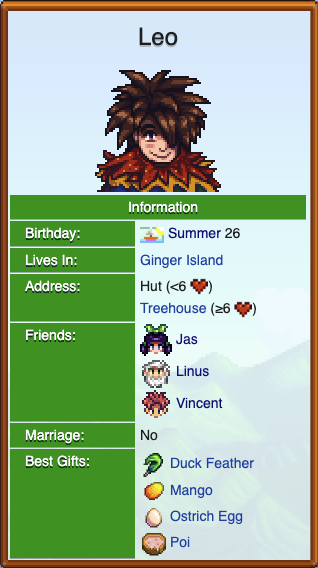 Leo
Information
Birthday: Summer 26
Lives In: Ginger Island
Address: Hut (<6 )
Treehouse (≥6 )
Friends: Jas
Linus
Vincent
Marriage: No
Best Gifts: Duck Feather
Mango
Ostrich Egg
Poi